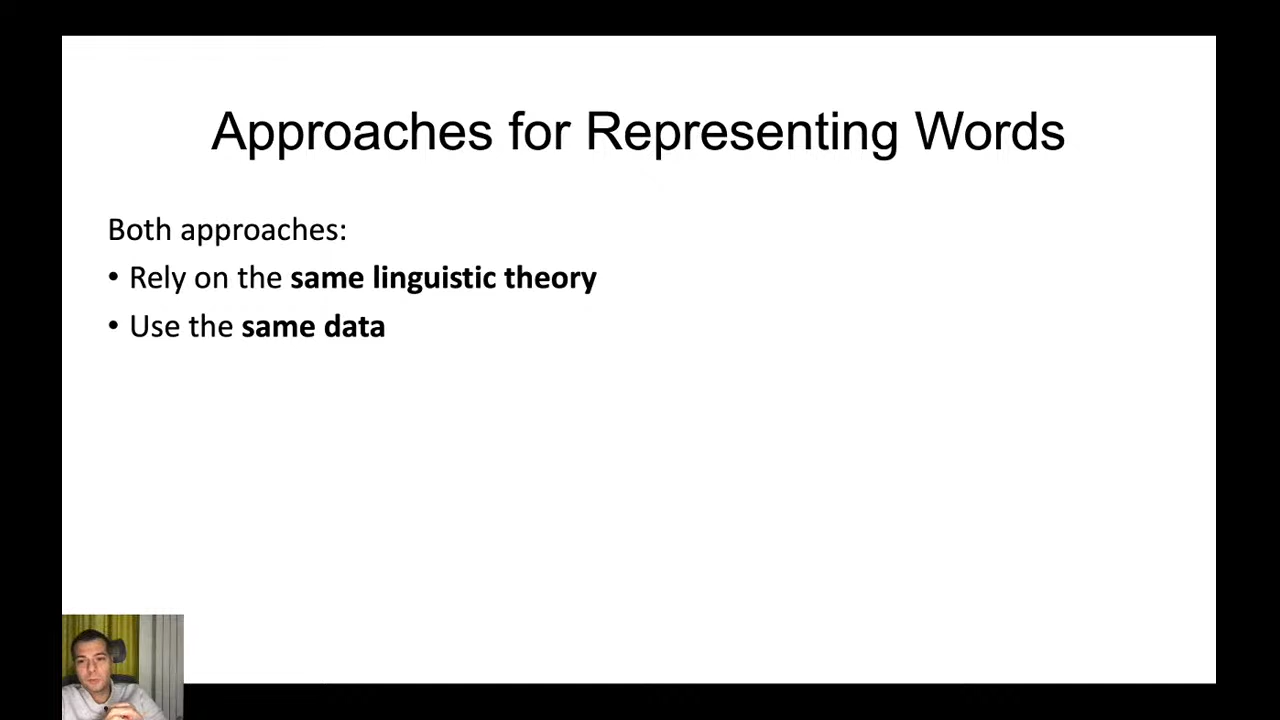 Approaches for Representing Words
Both approaches:
• Rely on the same linguistic theory
• Use the same data